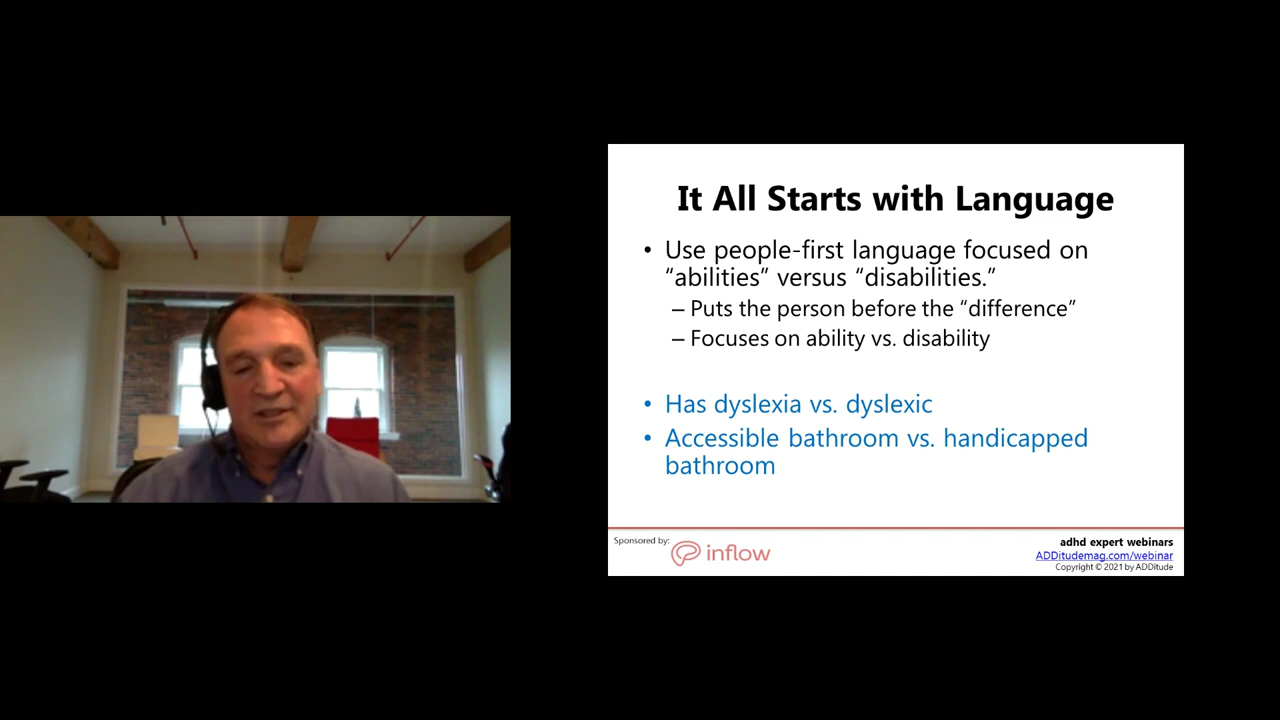 It All Starts with Language
• Use people-first language focused on
“abilities” versus “disabilities.”
– Puts the person before the “difference”
– Focuses on ability vs. disability
• Has dyslexia vs. dyslexic
• Accessible bathroom vs. handicapped
bathroom
Sponsored by:
inflow
adhd expert webinars
ADDitudemag.com/webinar
Copyright © 2021 by ADDitude